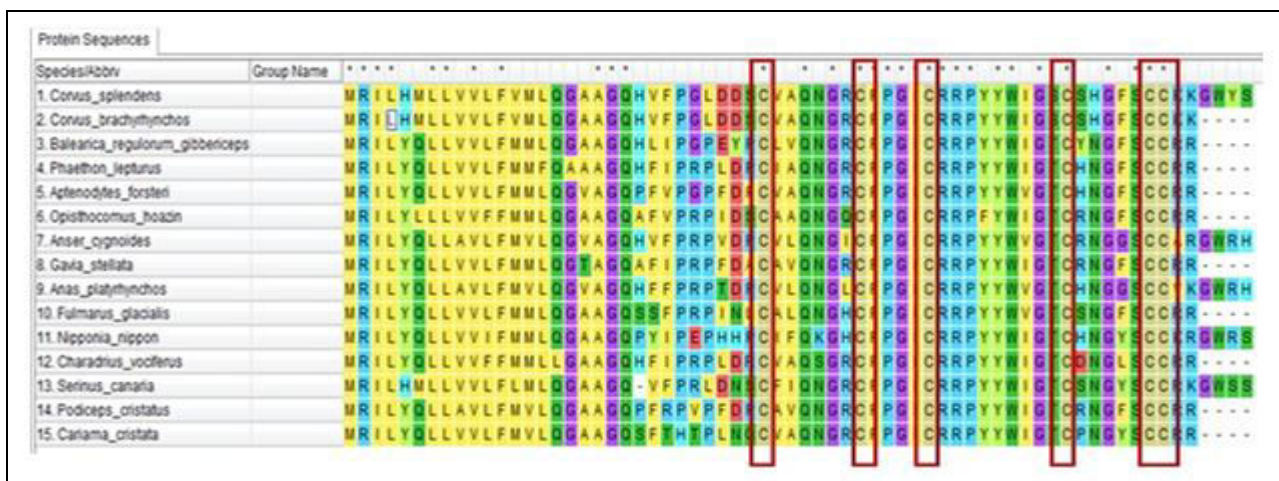 Protein Sequences
Species/Abbrv Group Name
1. Corvus_splendens M R I L H M L L V V L F V M L Q G A A G Q H V F P G L D D S C V A Q N G R C F P G I C R R P Y Y W I G S C S H G F S C C K G W Y S
2. Corvus_brachyrhynchos M R I L H M L L V V L F V M L Q G A A G Q H V F P G L D D S C V A Q N G R C F P G I C R R P Y Y W I G S C S H G F S C C K - - - -
3. Balearica_regulorum_gibbericeps M R I L Y Q L L V V L F M M L Q G A A G Q H L I P G P E Y C L V Q N G R C F P G I C R R P Y Y W I G T C Y N G F S C C R - - - -
4. Phaethon_lepturus M R I L Y Q L L V V L F M M F Q A A A G Q H F I P R P L D C I A Q N G R C F P G I C R R P Y Y W I G T C H N G F S C C R - - - -
5. Aptenodytes_forsteri M R I L Y Q L L V V L F M M L Q G V A G Q P F V P G P F D C V A Q N G R C F P G I C R R P Y Y W V G T C H N G F S C C R - - - -
6. Opisthocomus_hoazin M R I L Y L L L V V F F M M L Q G A A G Q A F V P R P I D S C A A Q N G Q C F P G I C R R P F Y W I G T C R N G F S C C R - - - -
7. Anser_cygnoides M R I L Y Q L L A V L F M M L Q G V A G Q H V F P R P V D C V L Q N G I C F P G I C R R P Y Y W V G T C R N G G S C C A R G W R H
8. Gavia_stellata M R I L Y Q L L V V L F M M L Q G T A G Q A F I P R P F D A C A V Q N G R C F P G I C R R P Y Y W I G T C R N G F S C C R - - - -
9. Anas_platyrhynchos M R I L Y Q L L A V L F M M L Q G V A G Q H F F P R P T D C V L Q N G L C F P G I C R R P Y Y W V G T C H N G G S C C K G W R H
10. Fulmarus_glacialis M R I L Y Q L L V V L F M M L Q G A A G Q S S F P R P I N C A L Q N G H C F P G I C R R P Y Y W V G T C S N G F S C C R - - - -
11. Nipponia_nippon M R I L Y Q L L V V I F M M L Q G A A G Q P Y I P E P H H C I F Q K G H C F P G I C R R P Y Y W I G T C H N G Y S C C R G W R S
12. Charadrius_vociferus M R I L Y Q L L V V I F F M M L L G A A G Q H F I P R P L D C V A Q S G R C F P G I C R R P Y Y W I G T C D N G L S C C R - - - -
13. Serinus_canaria M R I L H M L L V V L F L M L Q G A A G Q - V F P R L D N S C F I Q N G R C F P G I C R R P Y Y W I G T C S N G Y S C C K G W S S
14. Podiceps_cristatus M R I L Y Q L L A V L F M V L Q G A A G Q P F R P V P F D C A V Q N G R C F P G I C R R P Y Y W I G T C R N G F S C C R - - - -
15. Cariama_cristata M R I L Y Q L L V V L F M V L Q G A A G Q S F T H T P L N C V A Q N G R C F P G I C R R P Y Y W I G T C P N G Y S C C R - - - -